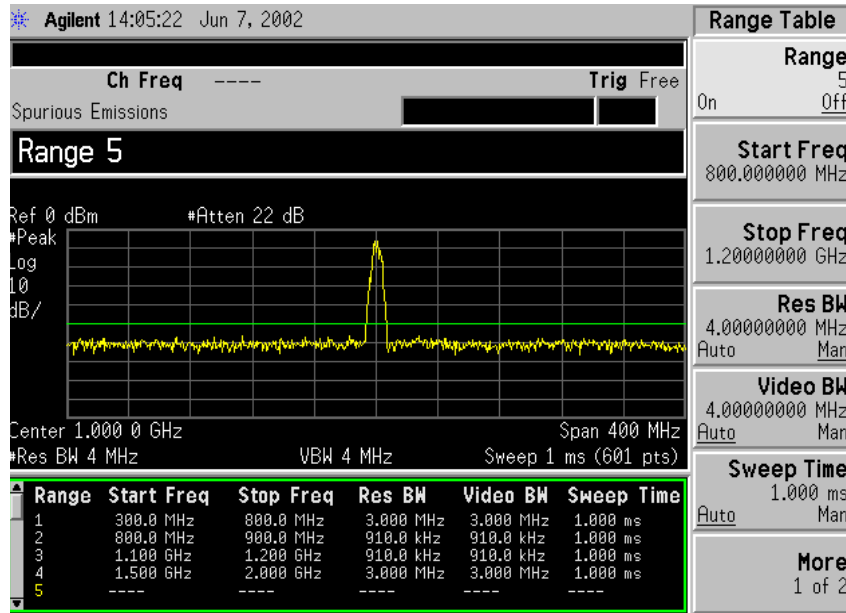 Agilent 14:05:22 Jun 7, 2002
Range Table
Ch Freq ----
Trig Free
Spurious Emissions
Range 5
Ref 0 dBm #Atten 22 dB
#Peak
Log
10
dB/
Center 1.000 0 GHz Span 400 MHz
#Res BW 4 MHz VBW 4 MHz Sweep 1 ms (601 pts)
Range Start Freq Stop Freq Res BW Video BW Sweep Time
1 300.0 MHz 800.0 MHz 3.000 MHz 3.000 MHz 1.000 ms
2 800.0 MHz 900.0 MHz 910.0 kHz 910.0 kHz 1.000 ms
3 1.100 GHz 1.200 GHz 910.0 kHz 910.0 kHz 1.000 ms
4 1.500 GHz 2.000 GHz 3.000 MHz 3.000 MHz 1.000 ms
5 ---- ---- ---- ---- ----
Range
5
On Off
Start Freq
800.000000 MHz
Stop Freq
1.20000000 GHz
Res BW
4.00000000 MHz
Auto Man
Video BW
4.00000000 MHz
Auto Man
Sweep Time
1.000 ms
Auto Man
More
1 of 2